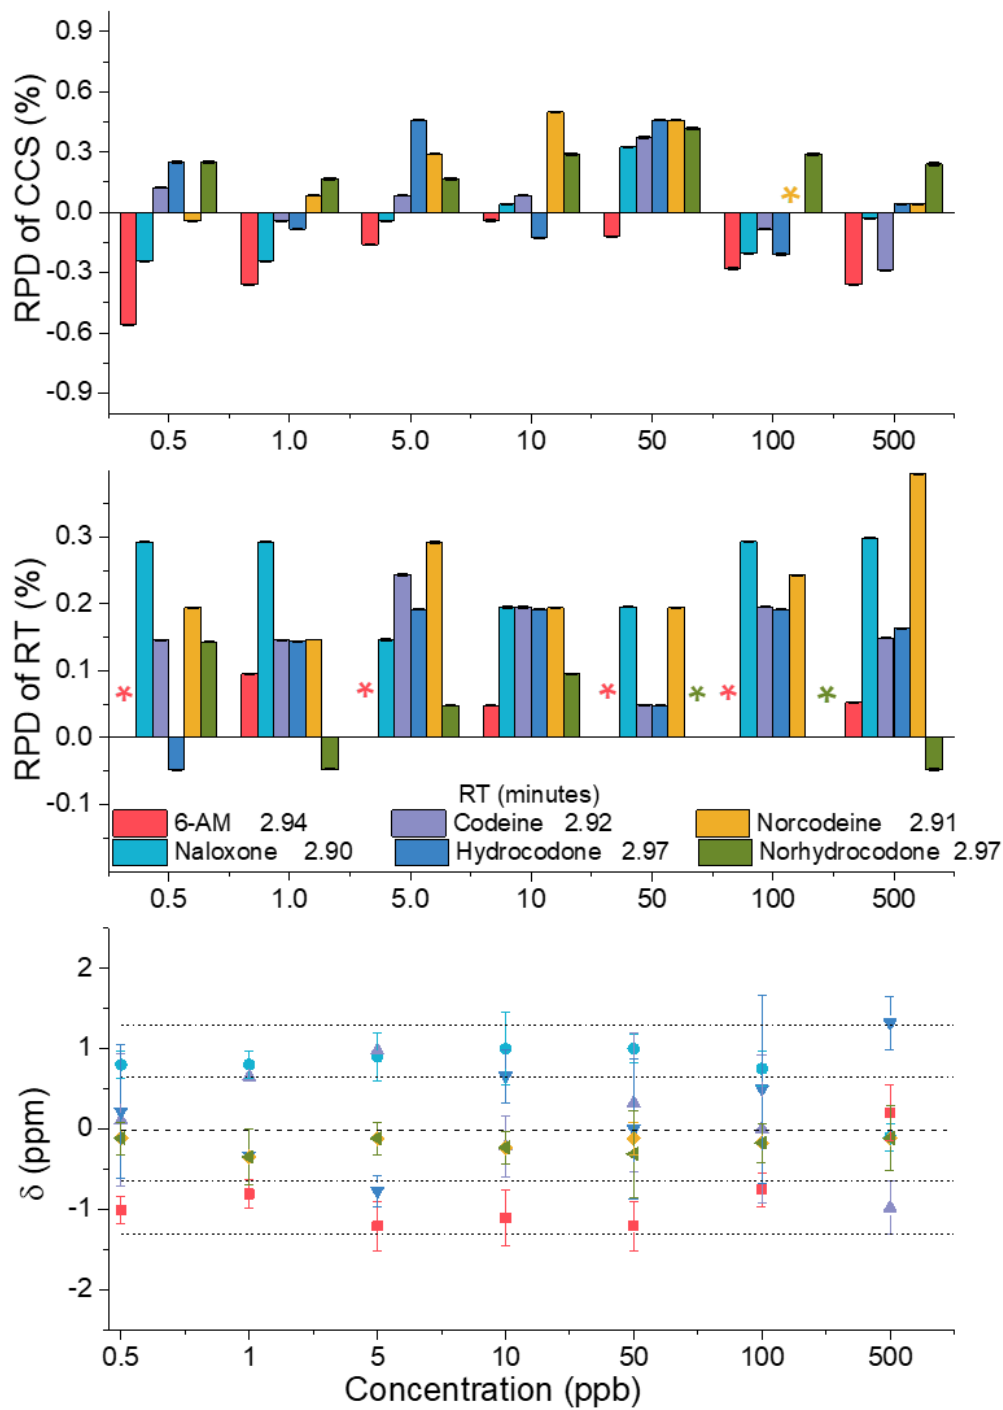 0.9
0.6
0.3
0.0
-0.3
-0.6
-0.9
RPD of CCS (%)
0.5 1.0 5.0 10 50 100 500
*
0.3
0.2
0.1
0.0
-0.1
RPD of RT (%)
* * * * * *
RT (minutes)
6-AM 2.94 Codeine 2.92 Norcodeine 2.91
Naloxone 2.90 Hydrocodone 2.97 Norhydrocodone 2.97
0.5 1.0 5.0 10 50 100 500
2
1
0
-1
-2
δ (ppm)
0.5 1 5 10 50 100 500
Concentration (ppb)